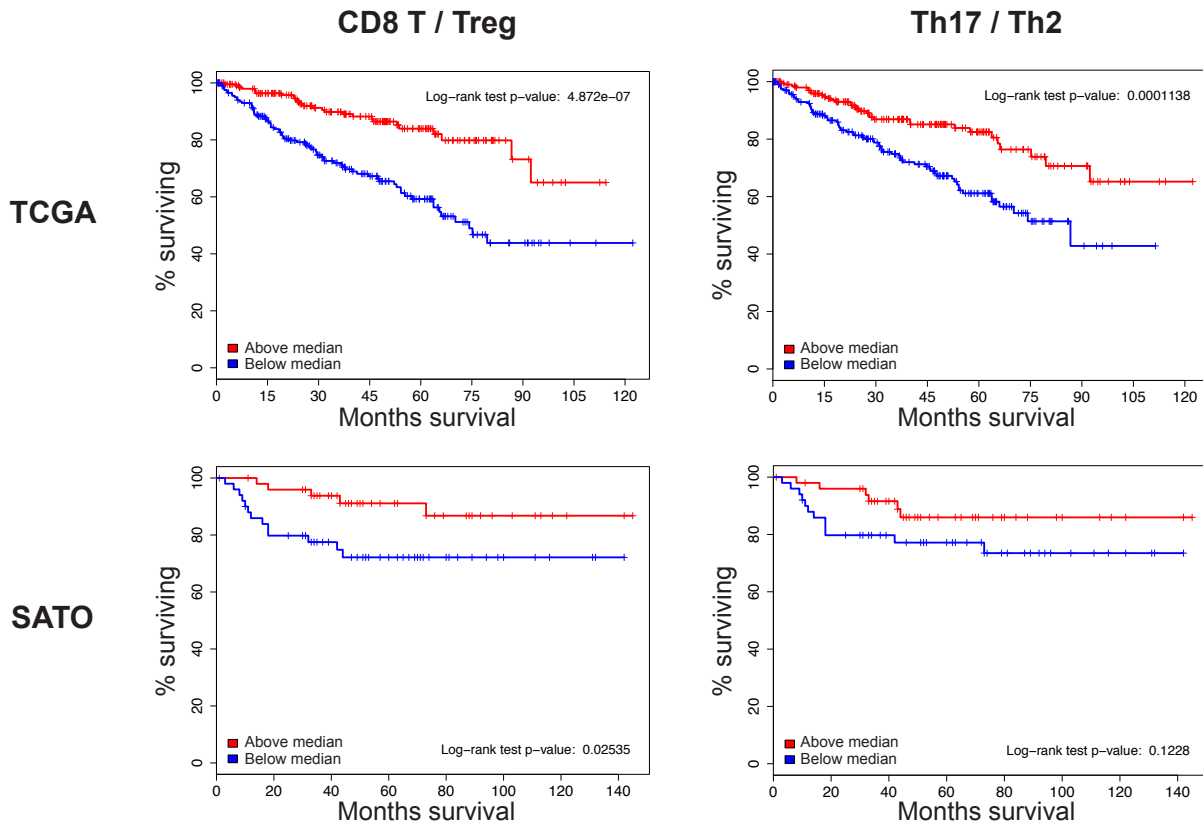 CD8 T / Treg
Th17 / Th2
TCGA
% surviving
100
80
60
40
20
0
Log−rank test p−value: 4.872e−07
Above median
Below median
0 15 30 45 60 75 90 105 120
Months survival
% surviving
100
80
60
40
20
0
Log−rank test p−value: 0.0001138
Above median
Below median
0 15 30 45 60 75 90 105 120
Months survival
SATO
% surviving
100
80
60
40
20
0
Above median
Below median
Log−rank test p−value: 0.02535
0 20 40 60 80 100 120 140
Months survival
% surviving
100
80
60
40
20
0
Above median
Below median
Log−rank test p−value: 0.1228
0 20 40 60 80 100 120 140
Months survival